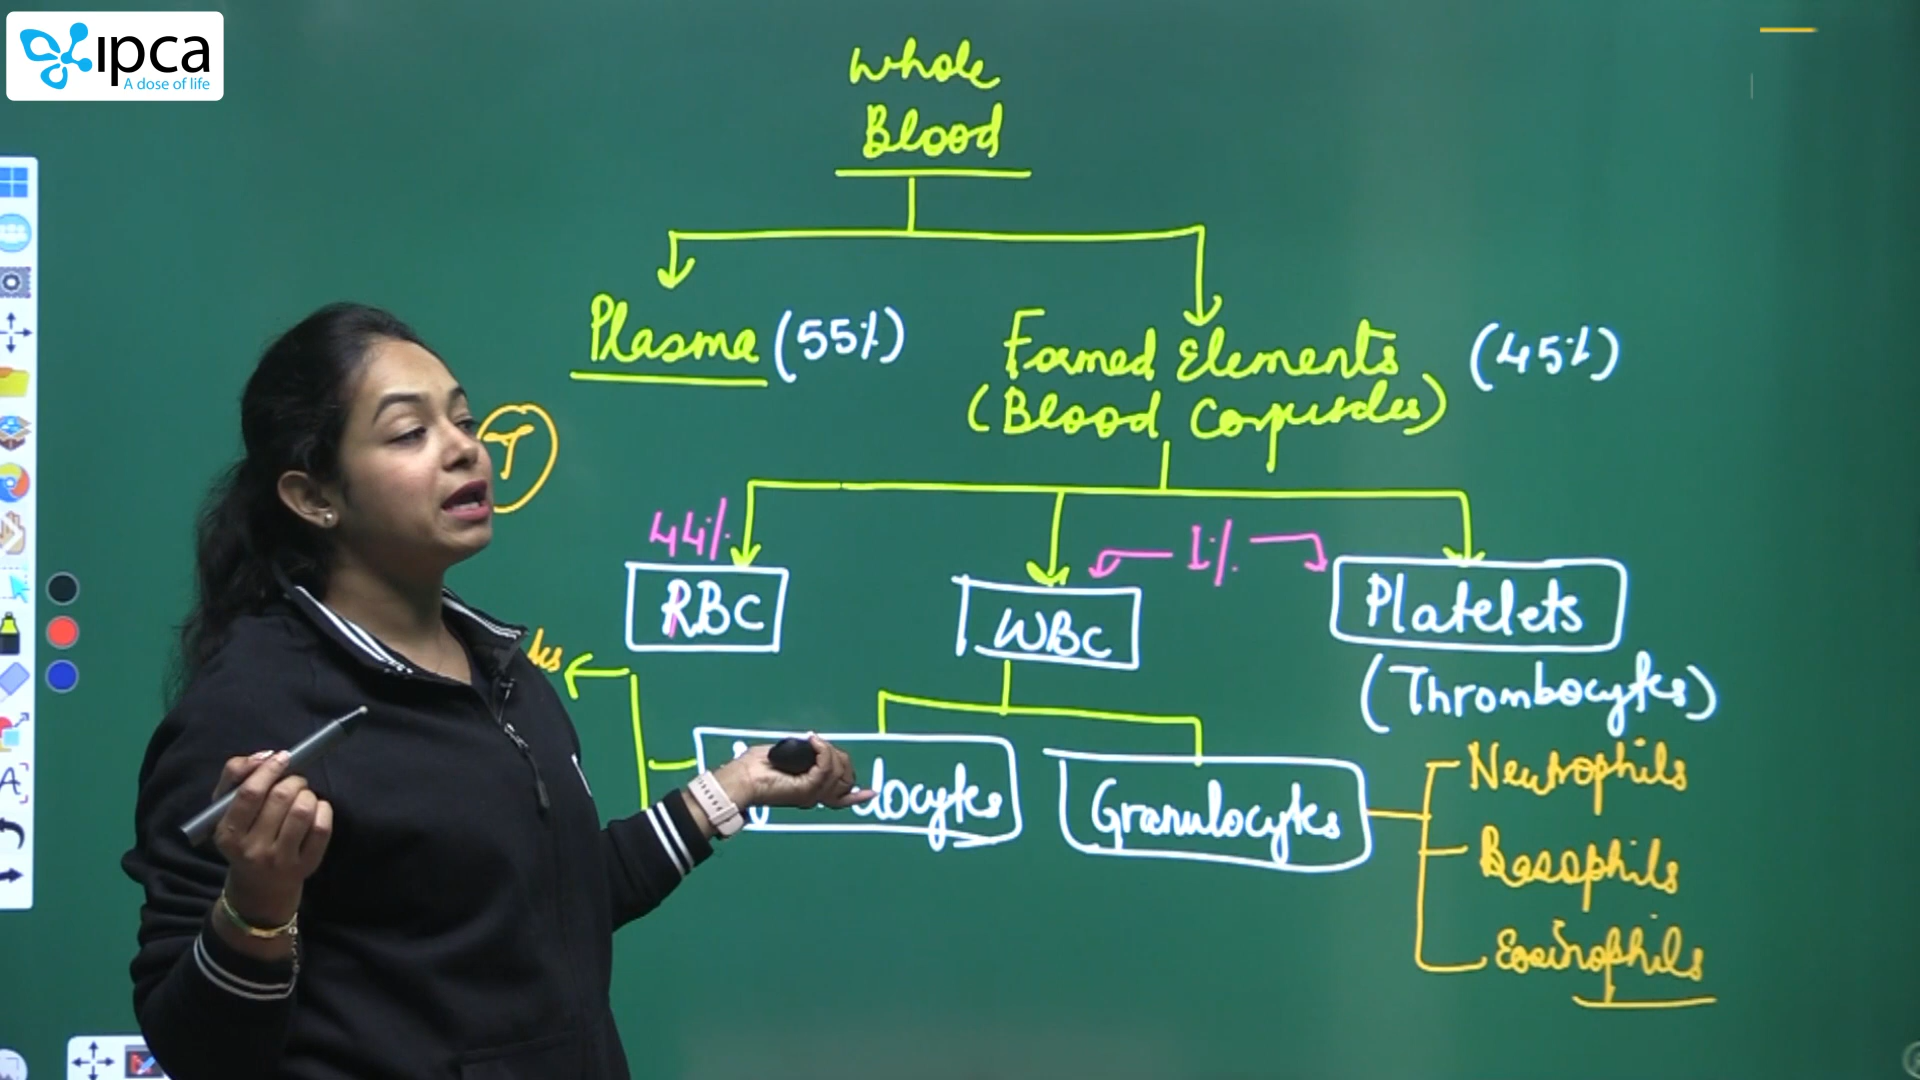 ipca
A dose of life
Whole
Blood
Plasma (55%)
Formed Elements (45%)
(Blood Corpuscles)
T
44%
1%
RBC
WBC
Platelets
(Thrombocytes)
Granulocytes
Neutrophils
Basophils
Eosinophils